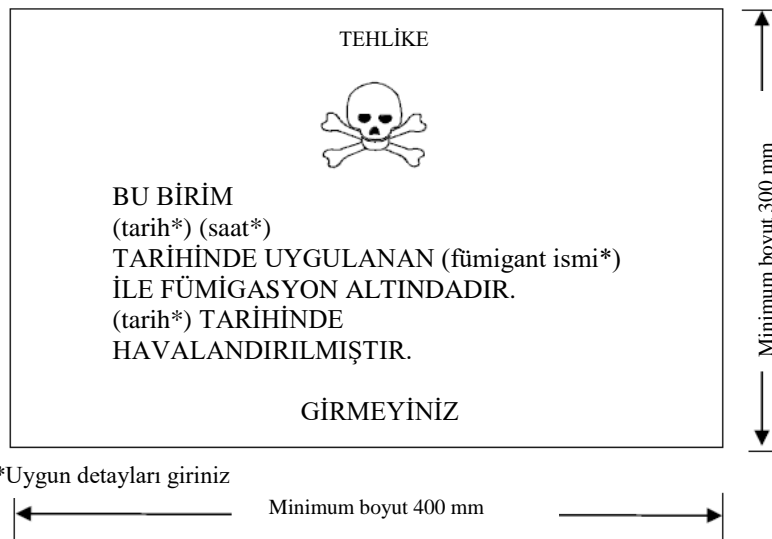 TEHLİKE
BU BİRİM
(tarih*) (saat*)
TARİHİNDE UYGULANAN (fümigant ismi*)
İLE FÜMİGASYON ALTINDADIR.
(tarih*) TARİHİNDE
HAVALANDIRILMIŞTIR.
GİRMEYİNİZ
Minimum boyut 300 mm
*Uygun detayları giriniz
Minimum boyut 400 mm